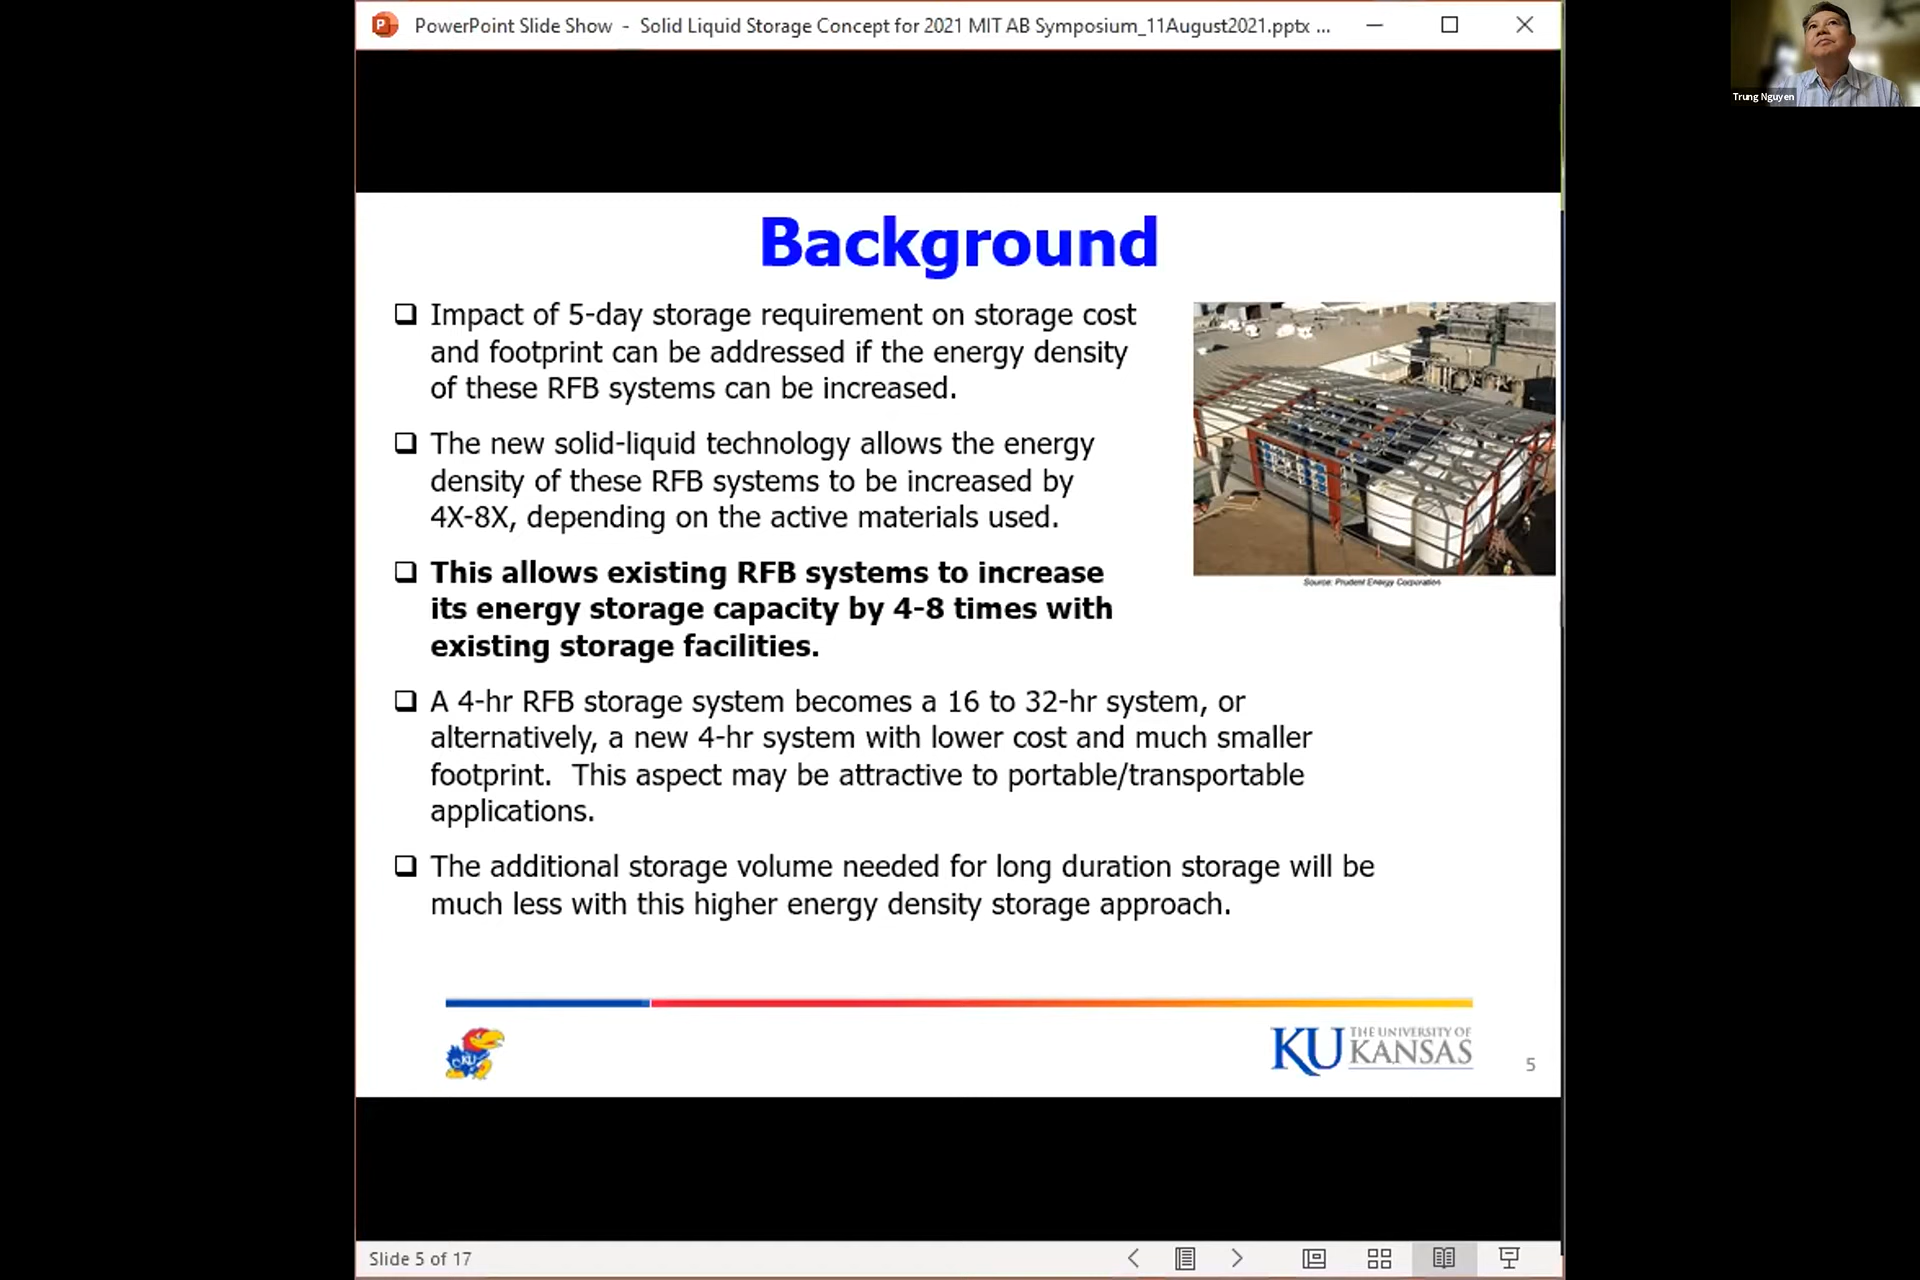 PowerPoint Slide Show - Solid Liquid Storage Concept for 2021 MIT AB Symposium_11August2021.pptx ...
Trung Nguyen
Background
Impact of 5-day storage requirement on storage cost
and footprint can be addressed if the energy density
of these RFB systems can be increased.
The new solid-liquid technology allows the energy
density of these RFB systems to be increased by
4X-8X, depending on the active materials used.
This allows existing RFB systems to increase
its energy storage capacity by 4-8 times with
existing storage facilities.
Source: Prudent Energy Corporation
A 4-hr RFB storage system becomes a 16 to 32-hr system, or
alternatively, a new 4-hr system with lower cost and much smaller
footprint. This aspect may be attractive to portable/transportable
applications.
The additional storage volume needed for long duration storage will be
much less with this higher energy density storage approach.
KU
KU THE UNIVERSITY OF
KANSAS
5
Slide 5 of 17